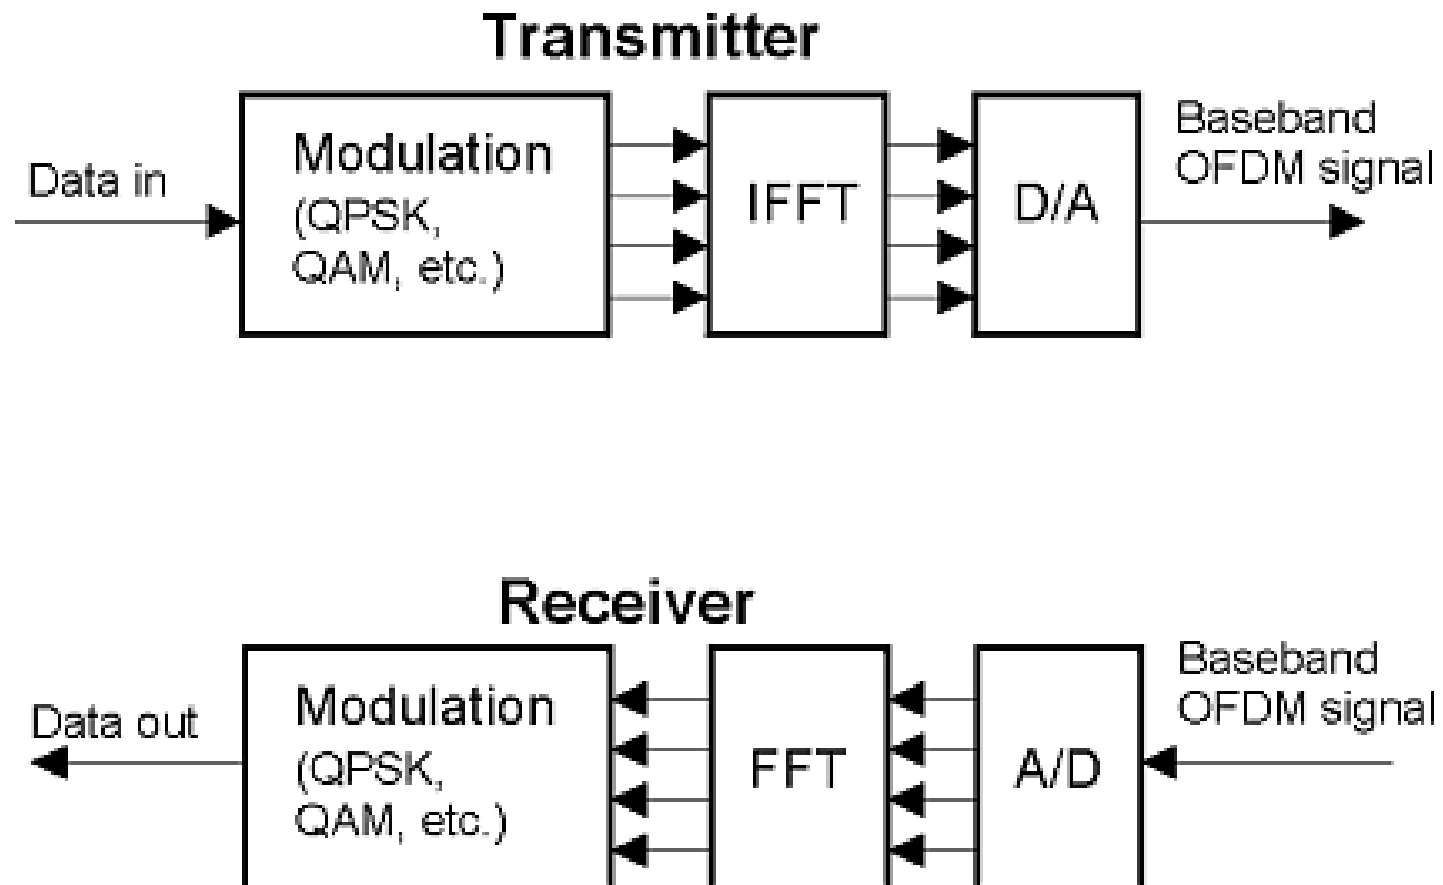 Transmitter
Data in
Modulation
(QPSK,
QAM, etc.)
IFFT
D/A
Baseband
OFDM signal
Receiver
Data out
Modulation
(QPSK,
QAM, etc.)
FFT
A/D
Baseband
OFDM signal